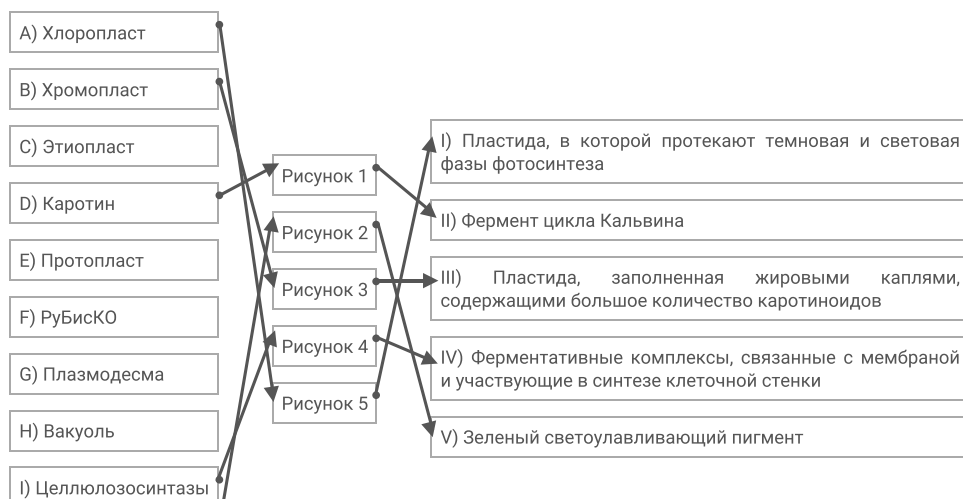 A) Хлоропласт
B) Хромопласт
C) Этиопласт
D) Каротин
E) Протопласт
F) РуБисКО
G) Плазмодесма
H) Вакуоль
I) Целлюлозосинтазы
Рисунок 1
Рисунок 2
Рисунок 3
Рисунок 4
Рисунок 5
I) Пластида, в которой протекают темновая и световая
фазы фотосинтеза
II) Фермент цикла Кальвина
III) Пластида, заполненная жировыми каплями,
содержащими большое количество каротиноидов
IV) Ферментативные комплексы, связанные с мембраной
и участвующие в синтезе клеточной стенки
V) Зеленый светоулавливающий пигмент